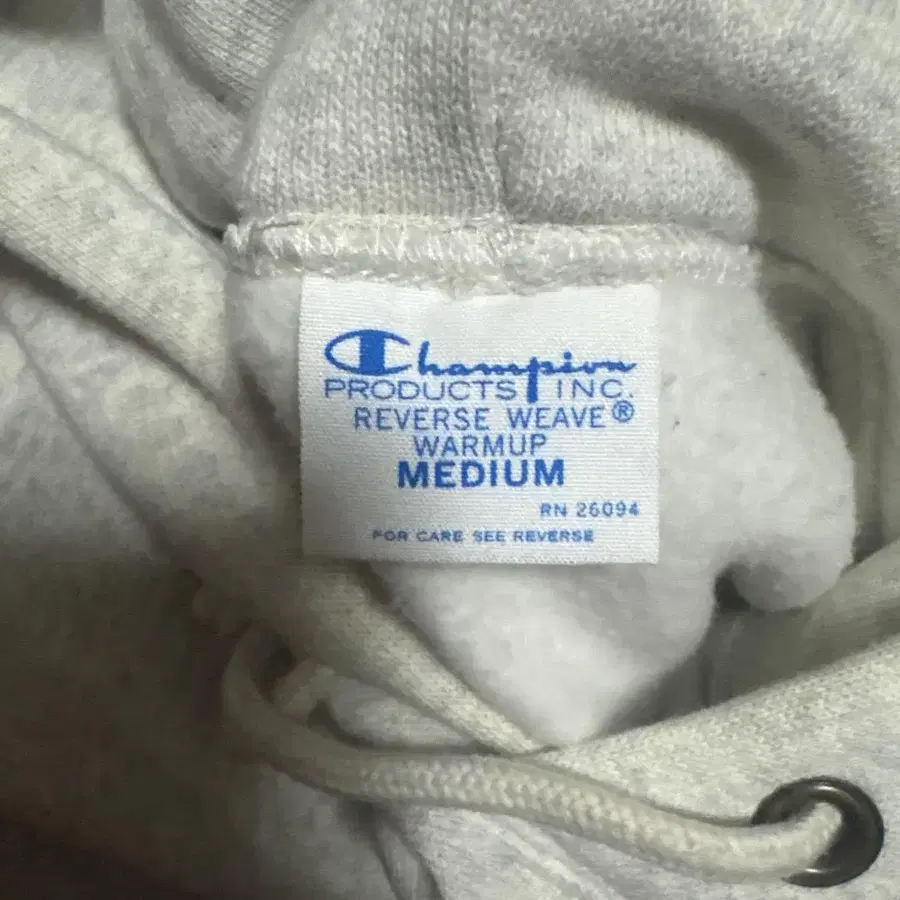 Champion
PRODUCTS INC.
REVERSE WEAVE®
WARMUP
MEDIUM
RN 26094
FOR CARE SEE REVERSE